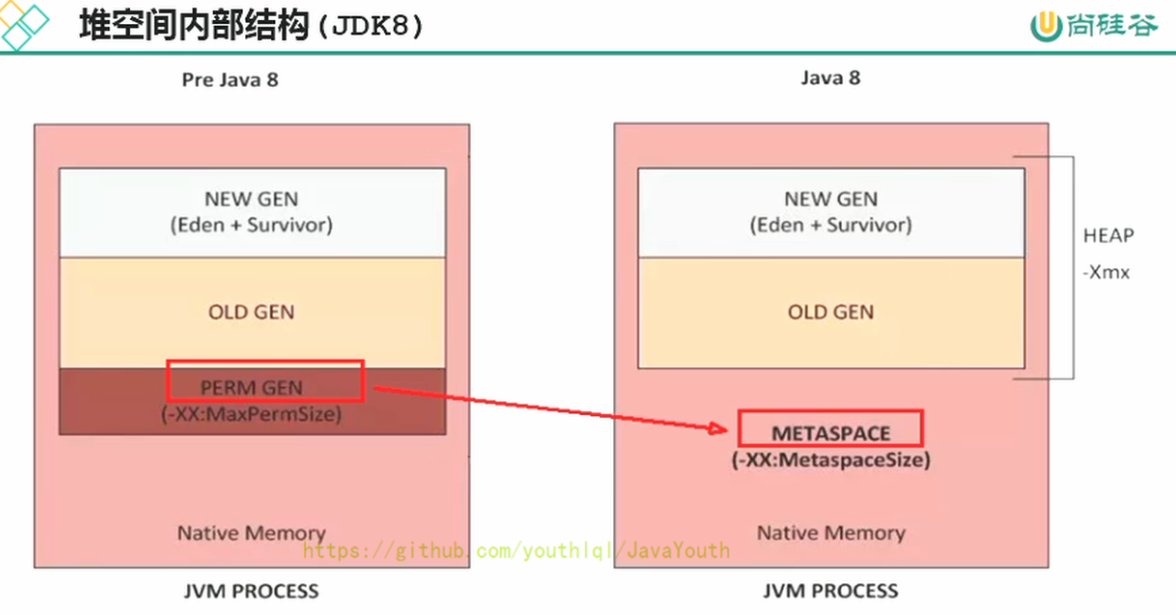 堆空间内部结构(JDK8)
尚硅谷
Pre Java 8
NEW GEN
(Eden + Survivor)
OLD GEN
PERM GEN
(-XX:MaxPermSize)
Native Memory
JVM PROCESS
Java 8
NEW GEN
(Eden + Survivor)
OLD GEN
HEAP
-Xmx
METASPACE
(-XX:MetaspaceSize)
Native Memory
JVM PROCESS
https://github.com/youthlql/JavaYouth